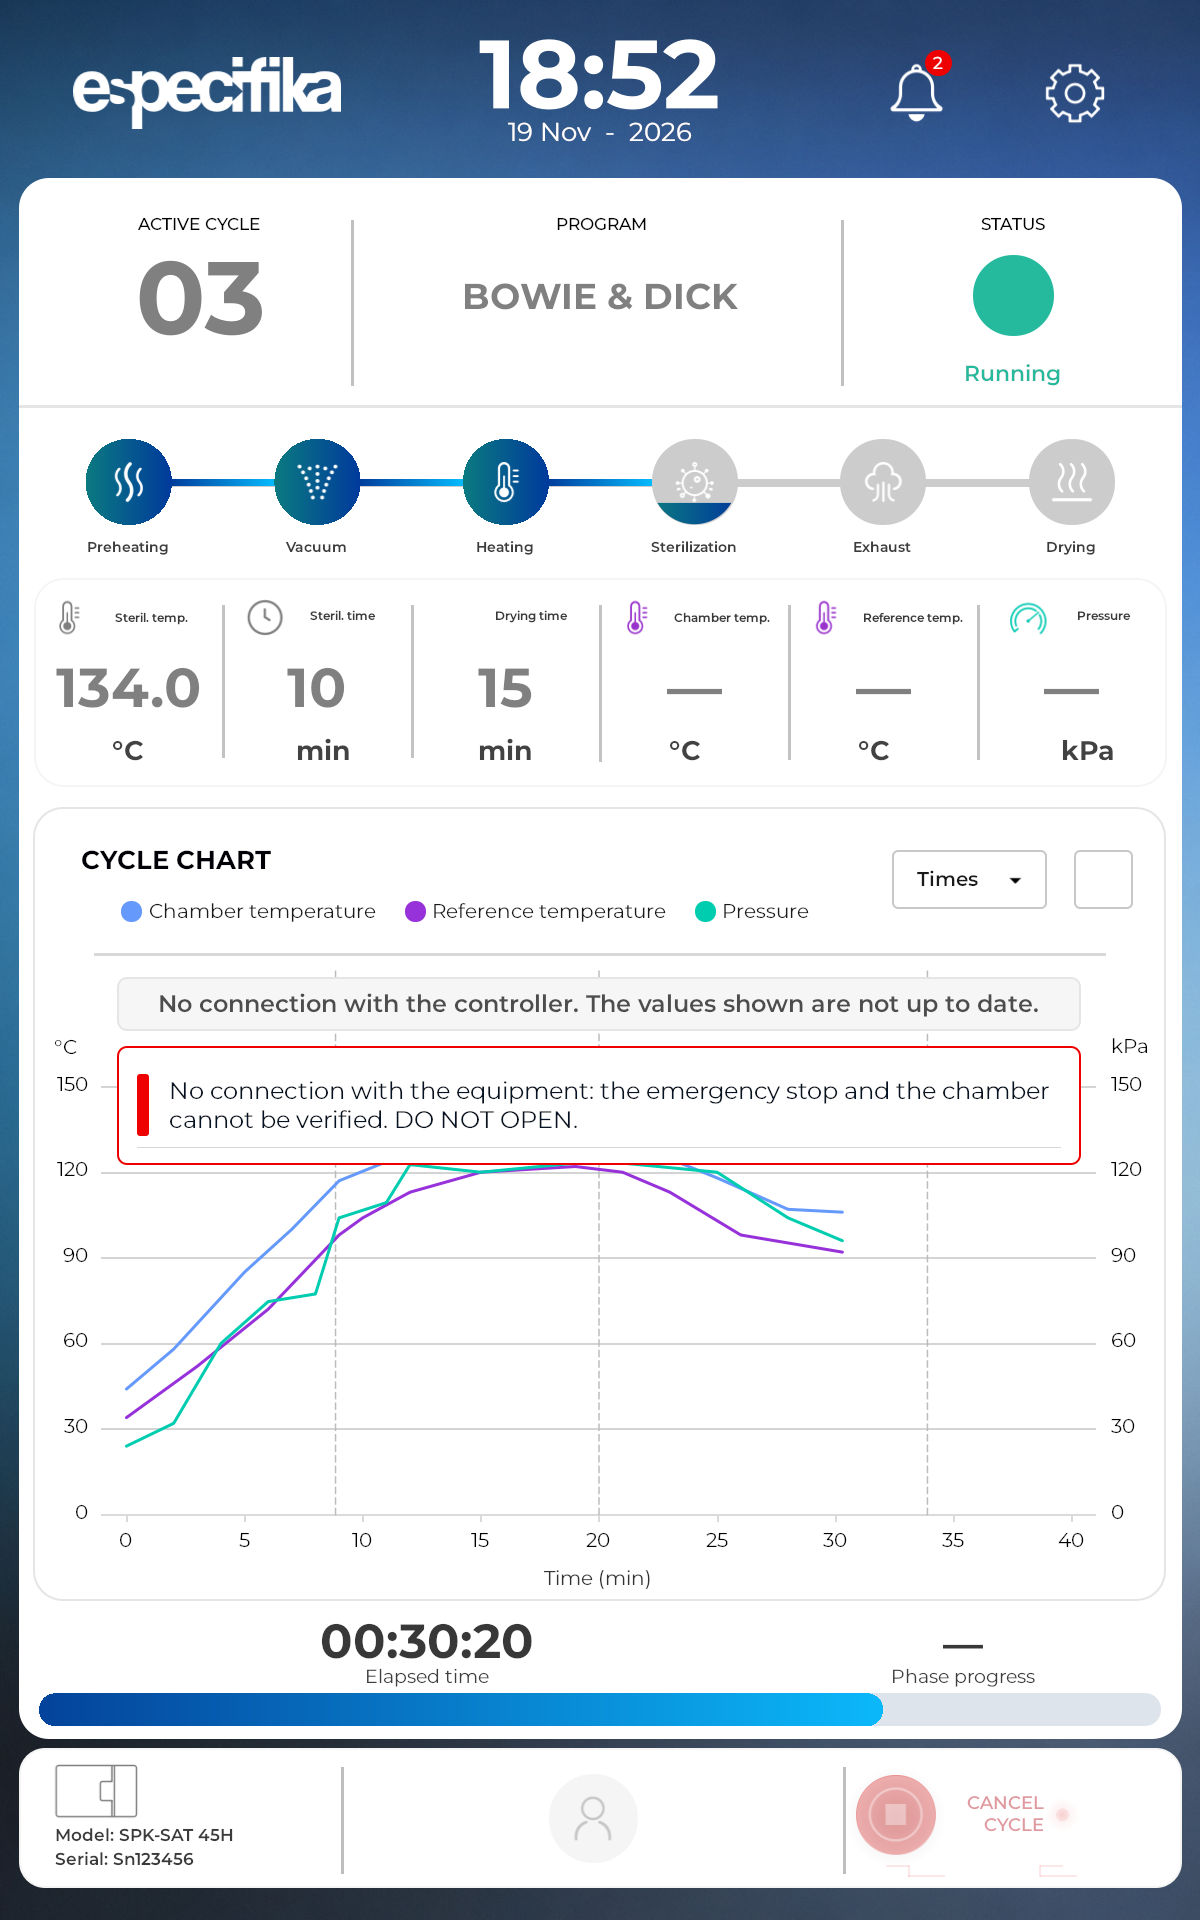 especifika
18:52
19 Nov - 2026
2
ACTIVE CYCLE
03
PROGRAM
BOWIE & DICK
STATUS
Running
Preheating
Vacuum
Heating
Sterilization
Exhaust
Drying
Steril. temp.
134.0
°C
Steril. time
10
min
Drying time
15
min
Chamber temp.
—
°C
Reference temp.
—
°C
Pressure
—
kPa
CYCLE CHART
Times
Chamber temperature
Reference temperature
Pressure
No connection with the controller. The values shown are not up to date.
°C
kPa
No connection with the equipment: the emergency stop and the chamber
cannot be verified. DO NOT OPEN.
150
150
120
120
90
90
60
60
30
30
0
0
0 5 10 15 20 25 30 35 40
Time (min)
00:30:20
Elapsed time
—
Phase progress
Model: SPK-SAT 45H
Serial: Sn123456
CANCEL
CYCLE